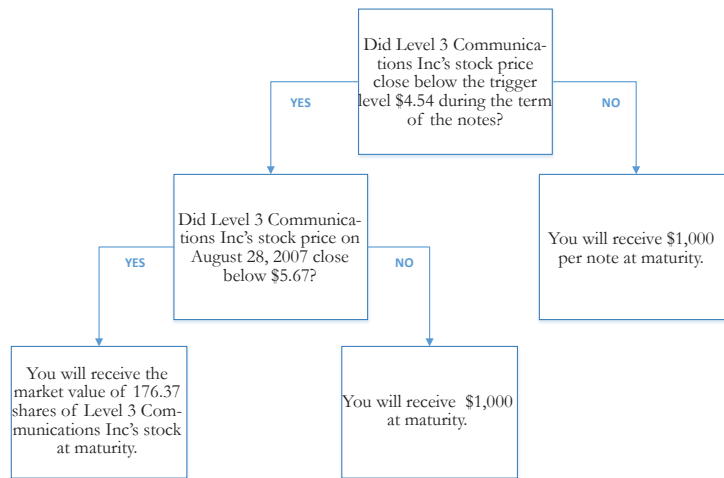 Did Level 3 Communica-
tions Inc’s stock price
close below the trigger
level $4.54 during the term
of the notes?
YES
NO
Did Level 3 Communica-
tions Inc’s stock price on
August 28, 2007 close
below $5.67?
You will receive $1,000
per note at maturity.
YES
NO
You will receive the
market value of 176.37
shares of Level 3 Com-
munications Inc’s stock
at maturity.
You will receive $1,000
at maturity.